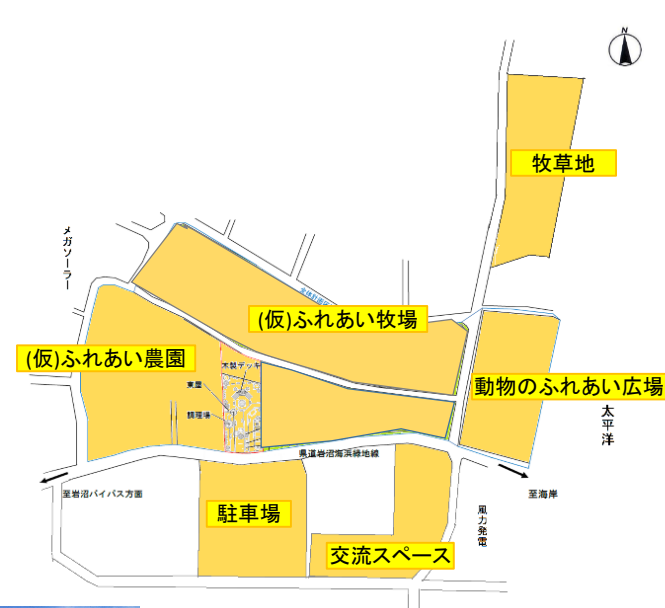 N
牧草地
メガソーラー
(仮)ふれあい牧場
(仮)ふれあい農園
木製デッキ
東屋
動物のふれあい広場
太平洋
県道岩沼海浜緑地線
至岩沼バイパス方面
至海岸
駐車場
風力発電
交流スペース